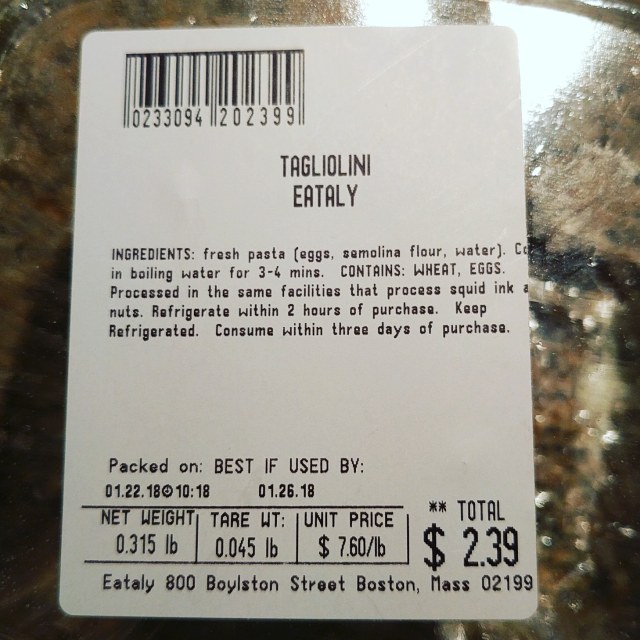 0233094 202399
TAGLIOLINI
EATALY
INGREDIENTS: fresh pasta (eggs, semolina flour, water).
in boiling water for 3-4 mins. CONTAINS: WHEAT, EGGS.
Processed in the same facilities that process squid ink
nuts. Refrigerate within 2 hours of purchase. Keep
Refrigerated. Consume within three days of purchase.
Packed on: BEST IF USED BY:
01.22.18⊙10:18 01.26.18
NET WEIGHT TARE WT: UNIT PRICE ** TOTAL
0.315 lb 0.045 lb $ 7.60/lb $ 2.39
Eataly 800 Boylston Street Boston, Mass 02199